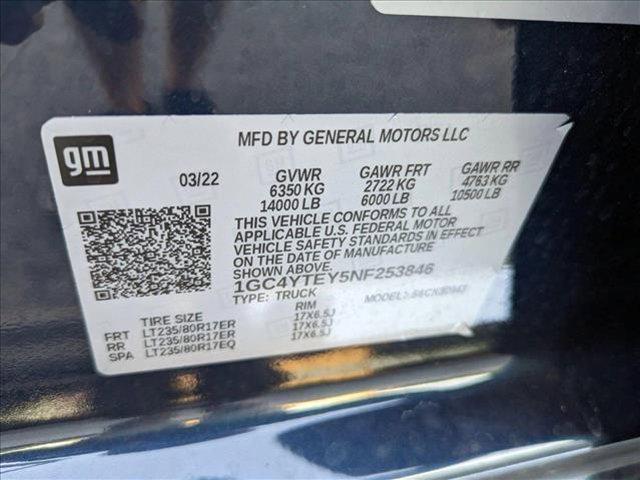 gm
MFD BY GENERAL MOTORS LLC
03/22 GVWR GAWR FRT GAWR RR
6350 KG 2722 KG 4763 KG
14000 LB 6000 LB 10500 LB
THIS VEHICLE CONFORMS TO ALL
APPLICABLE U.S. FEDERAL MOTOR
VEHICLE SAFETY STANDARDS IN EFFECT
ON THE DATE OF MANUFACTURE
SHOWN ABOVE.
1GC4YTEY5NF253846
TYPE: TRUCK MODEL:
TIRE SIZE RIM
FRT LT235/80R17ER 17X6.5J
RR LT235/80R17ER 17X6.5J
SPA LT235/80R17EQ 17X6.5J